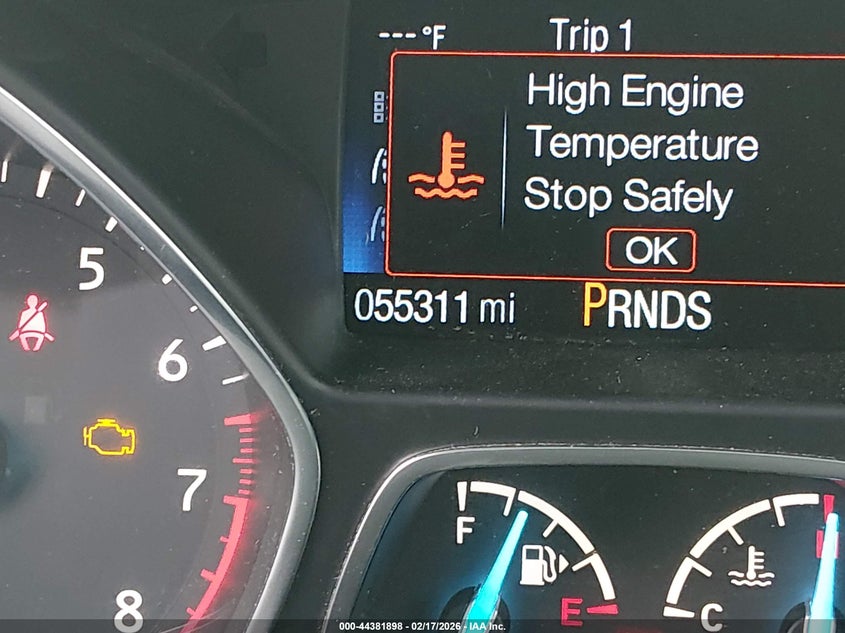 ---°F
Trip 1
High Engine
Temperature
Stop Safely
OK
055311 mi
PRNDS
5
6
7
8
F
E
C
H
000-44381898 - 02/17/2026 - IAA Inc.